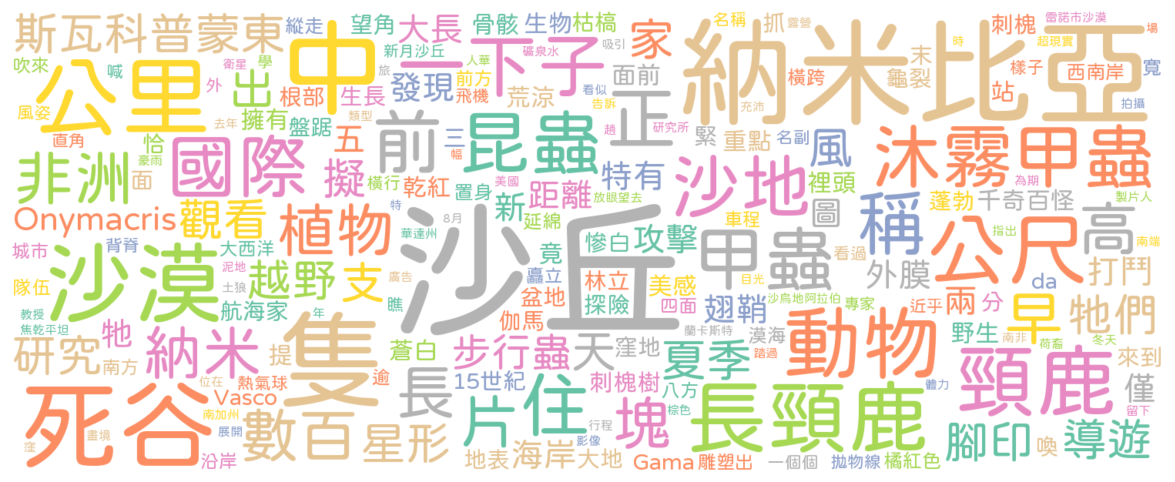 斯瓦科普蒙東
縱走
望角
大長
骨骸
生物
枯槁
家
名稱
抓
露營
刺槐
雷諾市沙漠
場
吹來
喊
衛星
學
公里
中
新月沙丘
礦泉水
吸引
一下子
面前
納米比亞
橫跨
末
龜裂
超現實
樣子
時
西南岸
寬
風姿
外
出
根部
生長
發現
前方
飛機
人華
旅
荒涼
看似
告訴
充沛
站
拍攝
直角
恰
擁有
盤踞
五
類型
去年
前
三
幅
昆蟲
趙
研究所
正
緊
重點
名副
風
沐霧甲蟲
非洲
面
豪雨
國際
擬
橫行
乾紅
置身
美國
新
距離
放眼望去
特有
沙地
裡頭
蓬勃
千奇百怪
為期
製片人
Onymacris
觀看
植物
特
8月
延綿
沙丘
車程
圖
稱
公尺
指出
高
南端
城市
背脊
大西洋
華達州
竟
慘白
攻擊
甲蟲
看過
外膜
da
打鬥
隊伍
沙漠
泥地
土狼
越野
支
廣告
瞧
矗立
林立
四面
美感
目光
沙烏地阿拉伯
專家
近乎
兩
分
早
牠們
教授
焦乾平坦
牠
航海家
年
伽馬
盆地
探險
翅鞘
蘭卡斯特
漠海
踏過
動物
野生
南非
荷畜
冬天
研究
南方
納米
提
隻
蒼白
步行蟲
天
窪地
夏季
頸鹿
來到
位在
熱氣球
逾
長
15世紀
刺槐樹
八方
體力
僅
死谷
Vasco
南加州
展開
數百
星形
片
住
棕色
塊
長頸鹿
腳印
喚
導遊
留下
窪
畫境
沿岸
地表
海岸
大地
影像
行程
Gama
雕塑出
一個個
拋物線
橘紅色